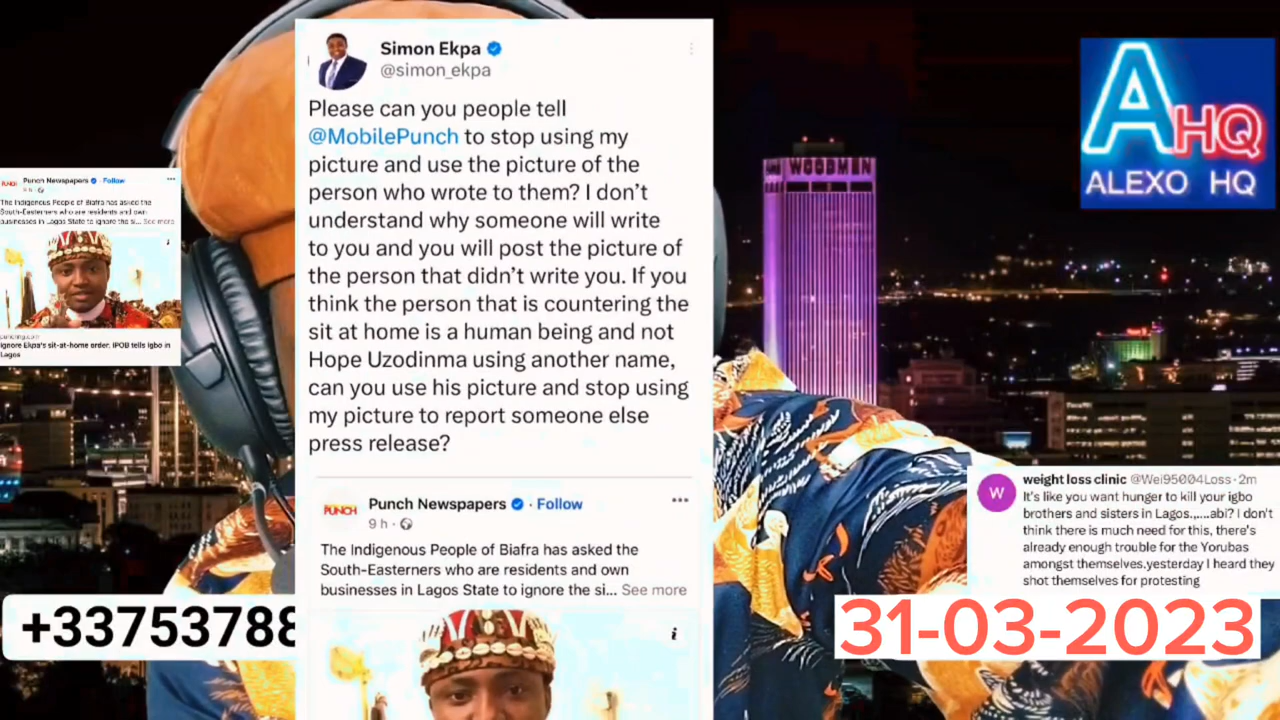 Simon Ekpa
@simon_ekpa
Please can you people tell
@MobilePunch to stop using my
picture and use the picture of the
person who wrote to them? I don't
understand why someone will write
to you and you will post the picture of
the person that didn't write you. If you
think the person that is countering the
sit at home is a human being and not
Hope Uzodinma using another name,
can you use his picture and stop using
my picture to report someone else
press release?
PUNCH
Punch Newspapers · Follow
9 h ·
The Indigenous People of Biafra has asked the
South-Easterners who are residents and own
businesses in Lagos State to ignore the si... See more
PUNCH
Punch Newspapers · Follow
9 h ·
The Indigenous People of Biafra has asked the
South-Easterners who are residents and own
businesses in Lagos State to ignore the si... See more
Ignore Ekpa's sit-at-home order, IPOB tells Igbo in
Lagos
+33753788
WOODMEN
A
HQ
ALEXO HQ
W
weight loss clinic @Wei95004Loss · 2m
It's like you want hunger to kill your igbo
brothers and sisters in Lagos.,....abi? I don't
think there is much need for this, there's
already enough trouble for the Yorubas
amongst themselves.yesterday I heard they
shot themselves for protesting
31-03-2023